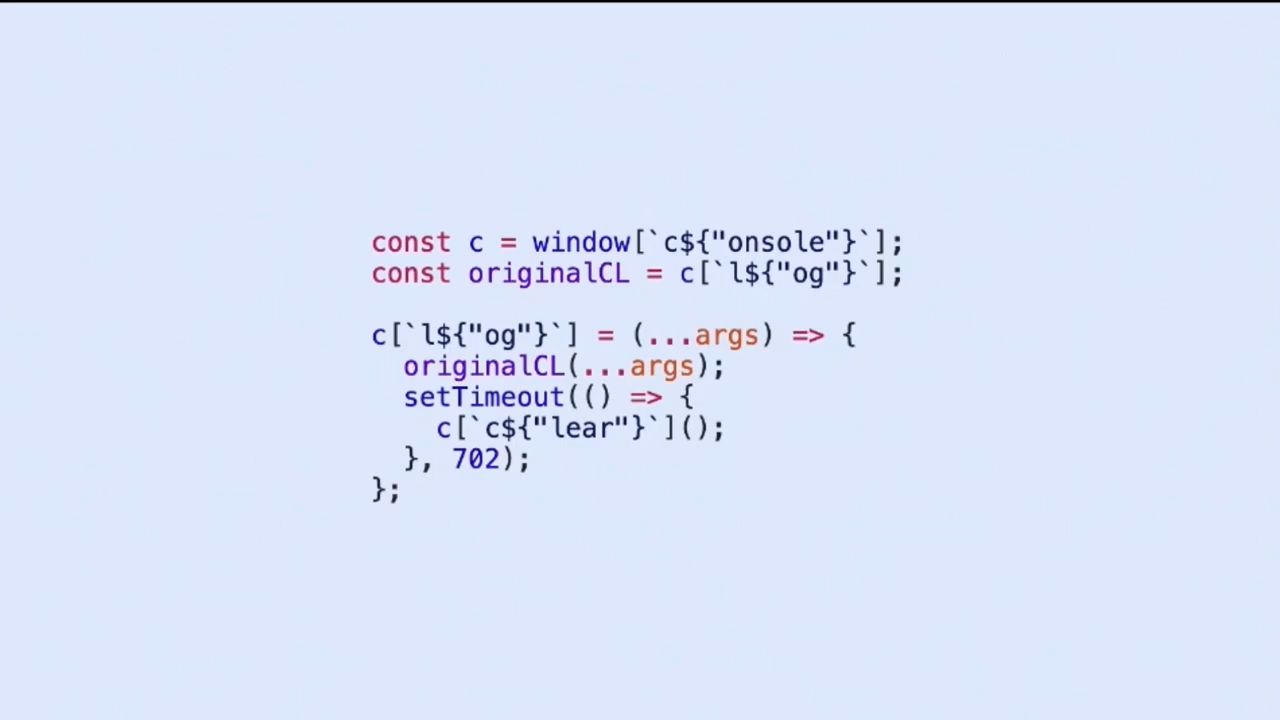 const c = window[`c${"onsole"}`];
const originalCL = c[`l${"og"}`];

c[`l${"og"}`] = (...args) => {
  originalCL(...args);
  setTimeout(() => {
    c[`c${"lear"}`]();
  }, 702);
};